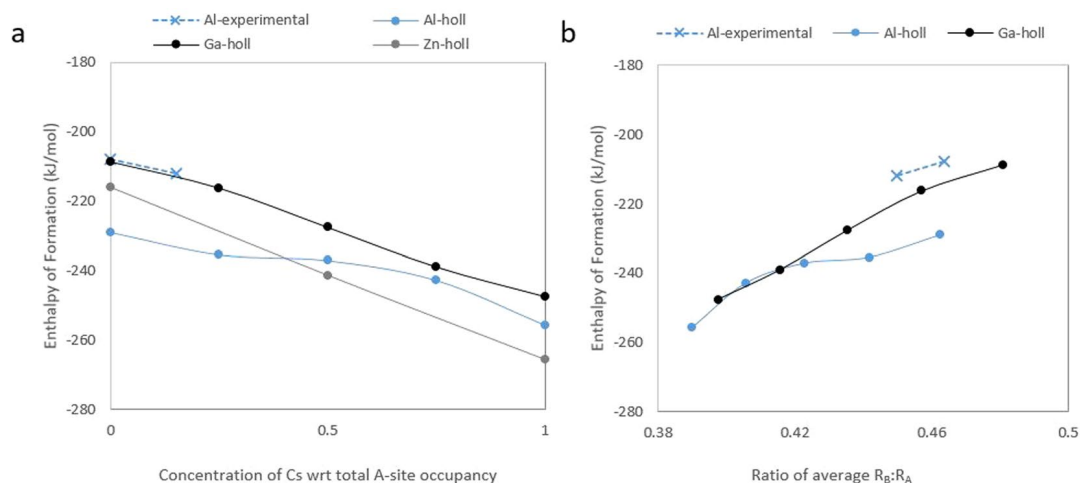 a
Al-experimental
Al-holl
Ga-holl
Zn-holl
Enthalpy of Formation (kJ/mol)
-180
-200
-220
-240
-260
-280
0
0.5
1
Concentration of Cs wrt total A-site occupancy
b
Al-experimental
Al-holl
Ga-holl
Enthalpy of Formation (kJ/mol)
-180
-200
-220
-240
-260
-280
0.38
0.42
0.46
0.5
Ratio of average R_B:R_A